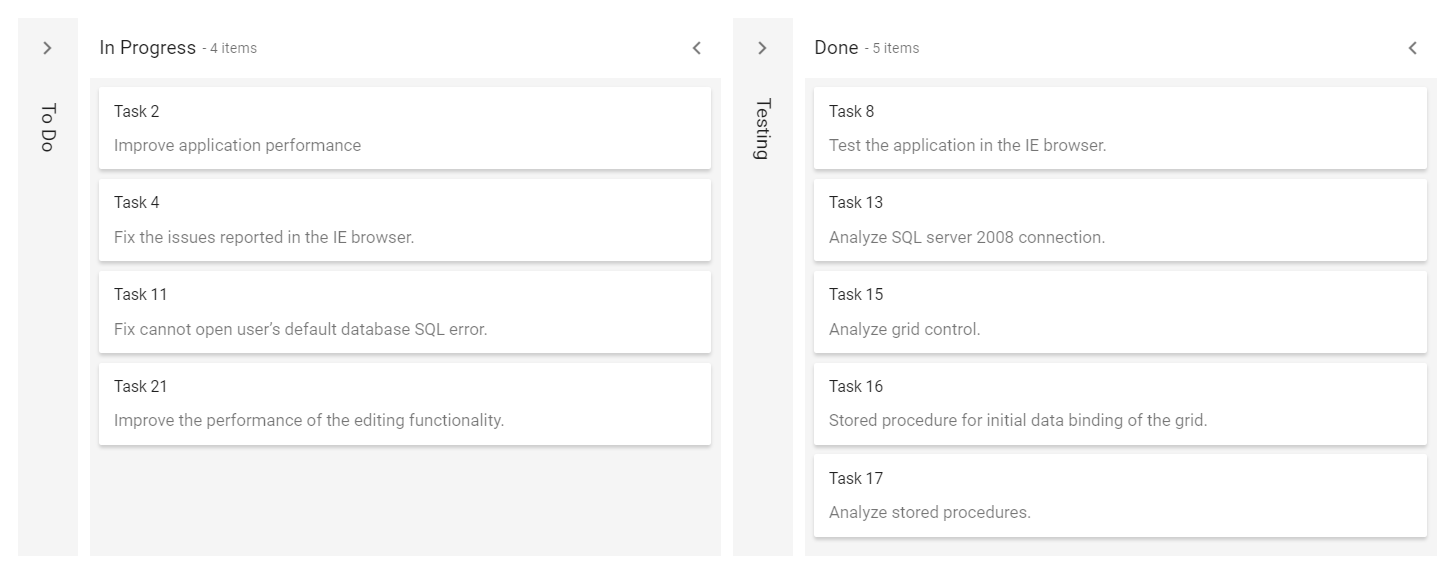 To Do
In Progress - 4 items
Task 2
Improve application performance
Task 4
Fix the issues reported in the IE browser.
Task 11
Fix cannot open user’s default database SQL error.
Task 21
Improve the performance of the editing functionality.
Testing
Done - 5 items
Task 8
Test the application in the IE browser.
Task 13
Analyze SQL server 2008 connection.
Task 15
Analyze grid control.
Task 16
Stored procedure for initial data binding of the grid.
Task 17
Analyze stored procedures.